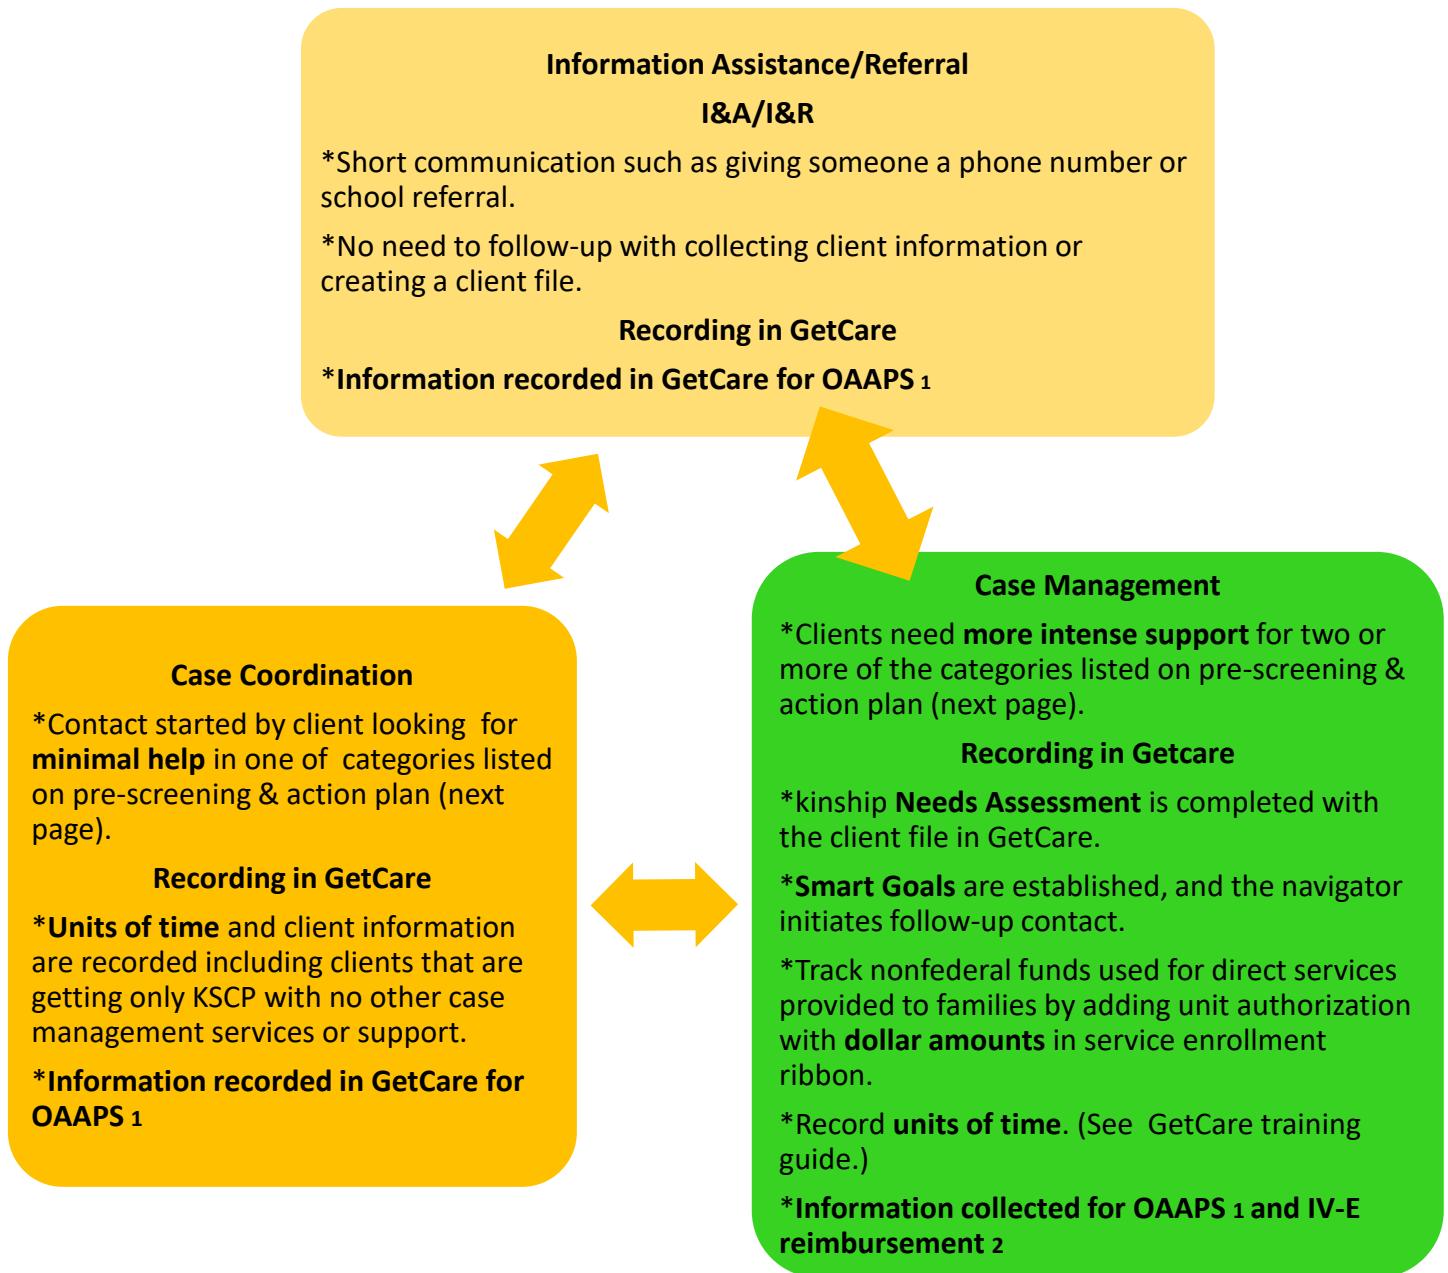 Information Assistance/Referral
I&A/I&R
*Short communication such as giving someone a phone number or
school referral.
*No need to follow-up with collecting client information or
creating a client file.
Recording in GetCare
*Information recorded in GetCare for OAAPS 1
Case Coordination
*Contact started by client looking for
minimal help in one of categories listed
on pre-screening & action plan (next
page).
Recording in GetCare
*Units of time and client information
are recorded including clients that are
getting only KSCP with no other case
management services or support.
*Information recorded in GetCare for
OAAPS 1
Case Management
*Clients need more intense support for two or
more of the categories listed on pre-screening &
action plan (next page).
Recording in Getcare
*kinship Needs Assessment is completed with
the client file in GetCare.
*Smart Goals are established, and the navigator
initiates follow-up contact.
*Track nonfederal funds used for direct services
provided to families by adding unit authorization
with dollar amounts in service enrollment
ribbon.
*Record units of time. (See GetCare training
guide.)
*Information collected for OAAPS 1 and IV-E
reimbursement 2